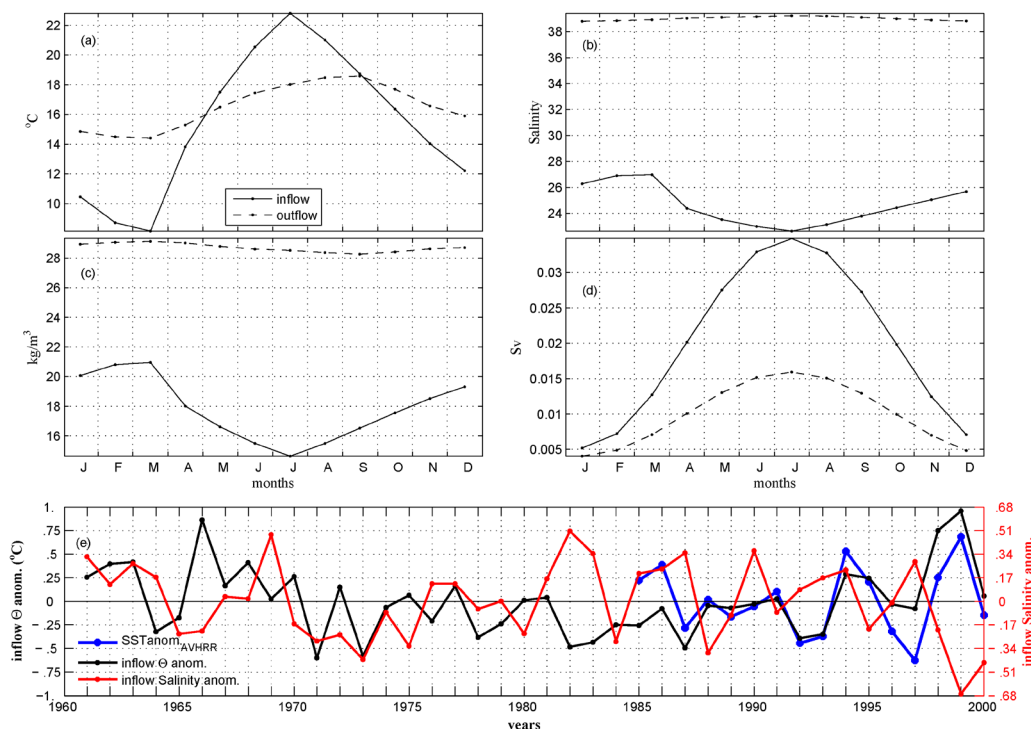 (a)
°C
22
20
18
16
14
12
10
inflow
outflow
(b)
Salinity
38
36
34
32
30
28
26
24
(c)
kg/m³
28
26
24
22
20
18
16
J F M A M J J A S O N D
months
(d)
Sv
0.03
0.025
0.02
0.015
0.01
0.005
J F M A M J J A S O N D
months
(e)
inflow Θ anom. (°C)
1.
.75
.5
.25
0
-.25
-.5
-.75
-1.
SSTanom.AVHRR
inflow Θ anom.
inflow Salinity anom.
.68
.51
.34
.17
0
-.17
-.34
-.51
-.68
inflow Salinity anom.
1960 1965 1970 1975 1980 1985 1990 1995 2000
years